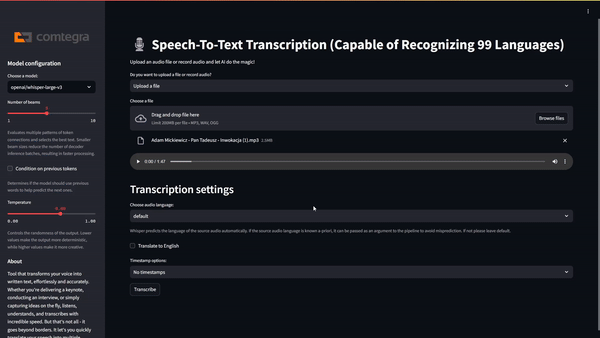 comtegra
Model configuration
Choose a model:
openai/whisper-large-v3
Number of beams
1
10
Evaluates multiple patterns of token
connections and selects the best text. Smaller
beam sizes reduce the number of decoder
inference batches, resulting in faster processing.
Condition on previous tokens
Determines if the model should use previous
words to help predict the next ones.
Temperature
0.00
1.00
Controls the randomness of the output. Lower
values make the output more deterministic,
while higher values make it more creative.
About
Tool that transforms your voice into
written text, effortlessly and accurately.
Whether you're delivering a keynote,
conducting an interview, or simply
capturing ideas on the fly, listens,
understands, and transcribes with
incredible speed. But that's not all - it
goes beyond borders. It let's you quickly
translate your speech into multiple
Speech-To-Text Transcription (Capable of Recognizing 99 Languages)
Upload an audio file or record audio and let AI do the magic!
Do you want to upload a file or record audio?
Upload a file
Choose a file
Drag and drop file here
Limit 200MB per file • MP3, WAV, OGG
Browse files
Adam Mickiewicz - Pan Tadeusz - Inwokacja (1).mp3
0:00 / 1:47
Transcription settings
Choose audio language:
default
Whisper predicts the language of the source audio automatically. If the source audio language is known a-priori, it can be passed as an argument to the pipeline to avoid misprediction. If not please leave default.
Translate to English
Timestamp options:
No timestamps
Transcribe